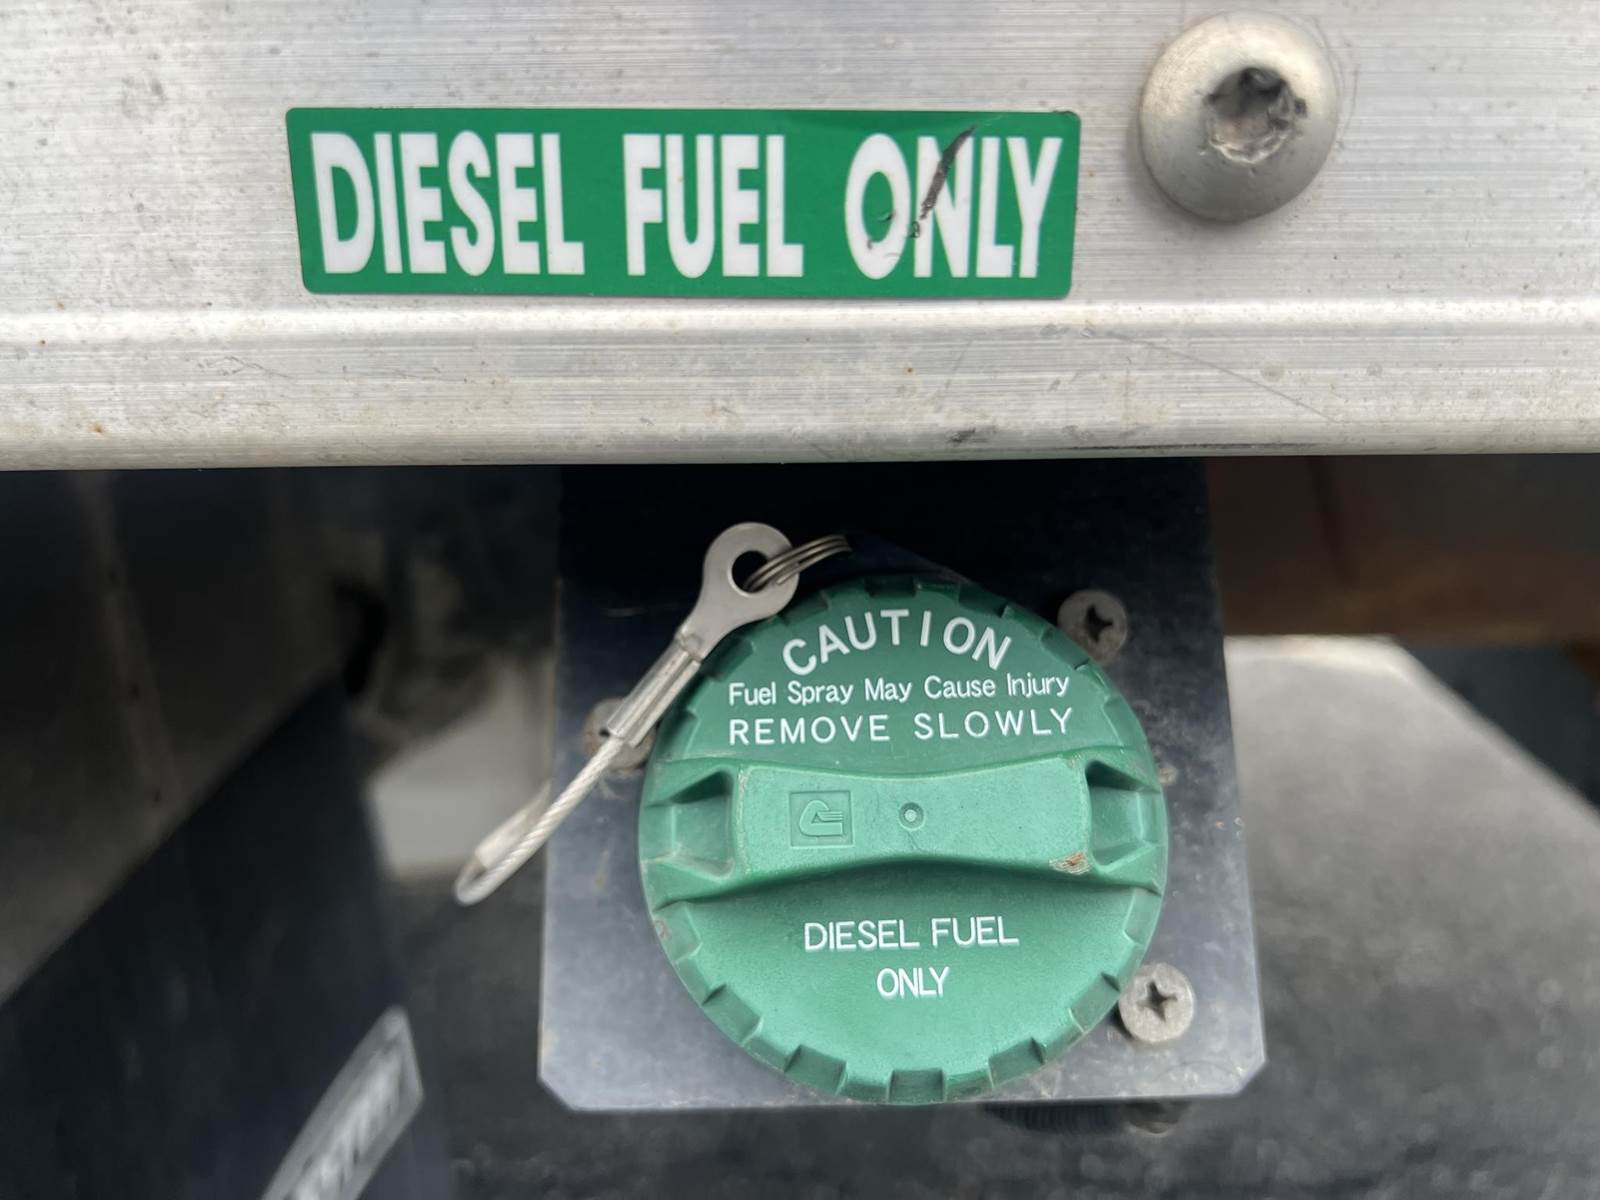 DIESEL FUEL ONLY
CAUTION
Fuel Spray May Cause Injury
REMOVE SLOWLY
DIESEL FUEL
ONLY